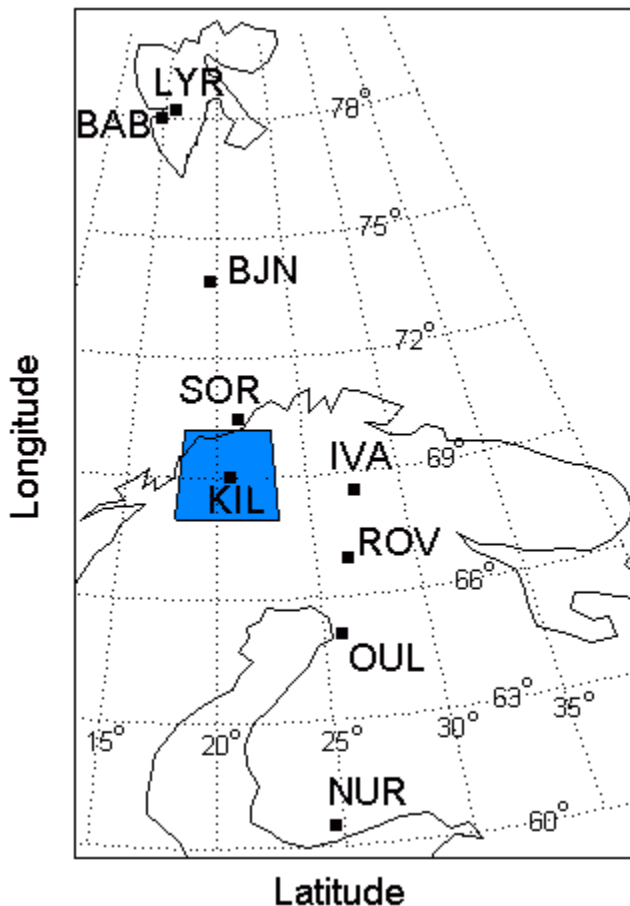 LYR
78°
BAB
75°
BJN
72°
SOR
69°
IVA
KIL
ROV
66°
OUL
63°
35°
30°
25°
20°
15°
NUR
60°
Longitude
Latitude